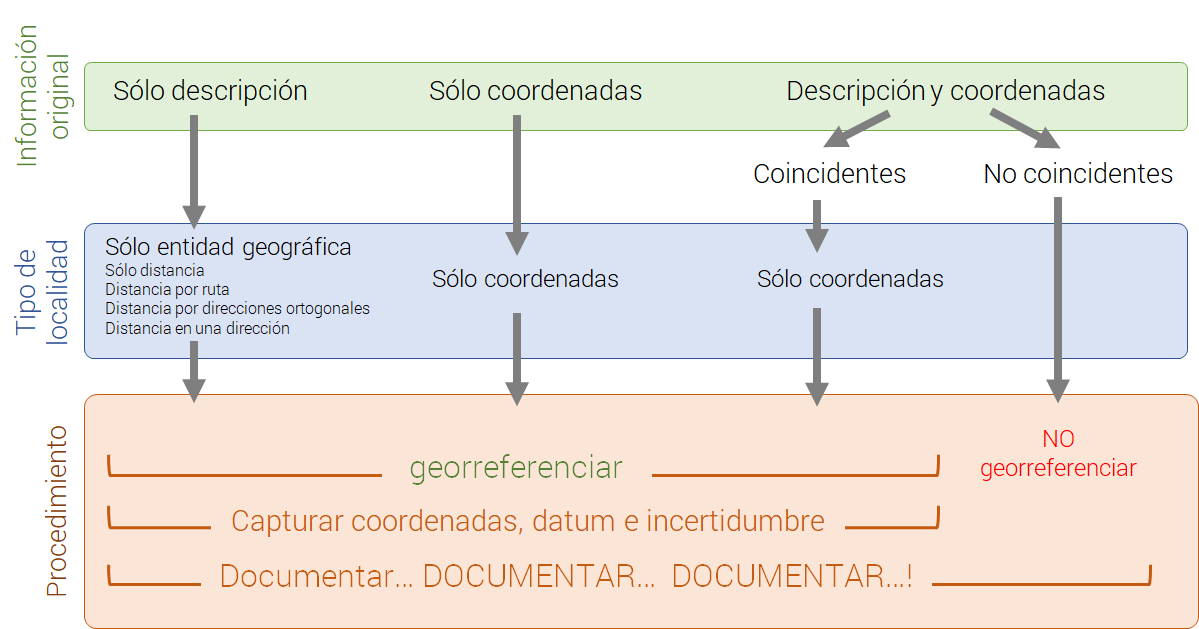 Información
original
Sólo descripción
Sólo coordenadas
Descripción y coordenadas
Coincidentes
No coincidentes
Tipo de
localidad
Sólo entidad geográfica
Sólo distancia
Distancia por ruta
Distancia por direcciones ortogonales
Distancia en una dirección
Sólo coordenadas
Sólo coordenadas
Procedimiento
NO
georreferenciar
georreferenciar
Capturar coordenadas, datum e incertidumbre
Documentar... DOCUMENTAR... DOCUMENTAR...!